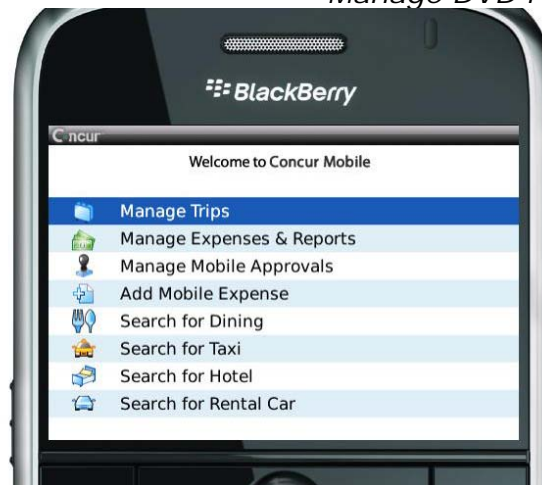 Manage DVD r
BlackBerry
C ncur
Welcome to Concur Mobile
Manage Trips
Manage Expenses & Reports
Manage Mobile Approvals
Add Mobile Expense
Search for Dining
Search for Taxi
Search for Hotel
Search for Rental Car